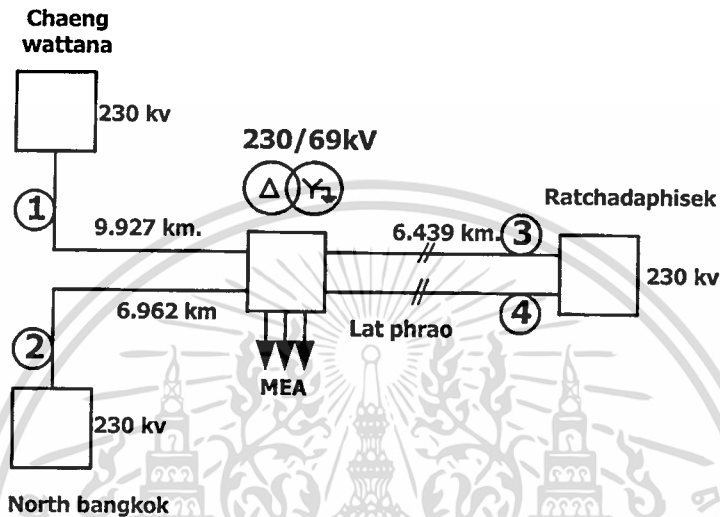 Chaeng
wattana
230 kv
230/69kV
Δ
Ratchadaphisek
1
9.927 km.
6.439 km.
3
230 kv
6.962 km
4
Lat phrao
2
MEA
230 kv
North bangkok